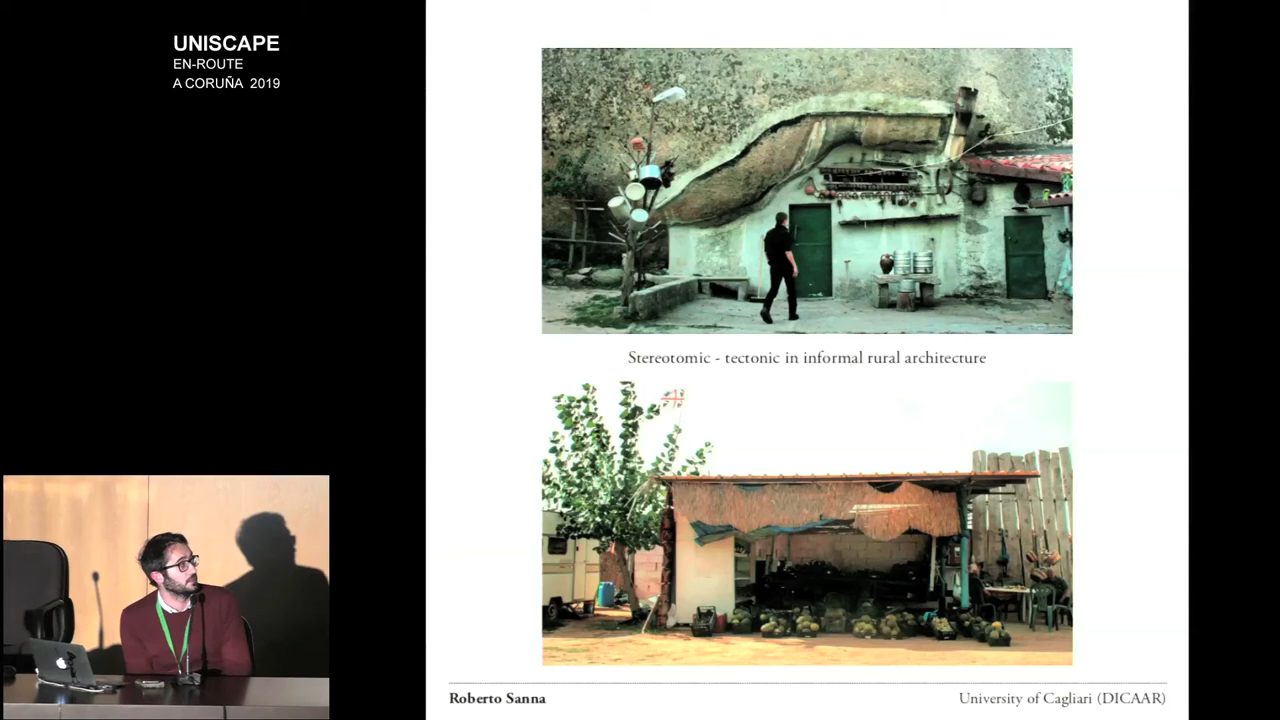 UNISCAPE
EN-ROUTE
A CORUÑA 2019
Stereotomic - tectonic in informal rural architecture
Roberto Sanna
University of Cagliari (DICAAR)